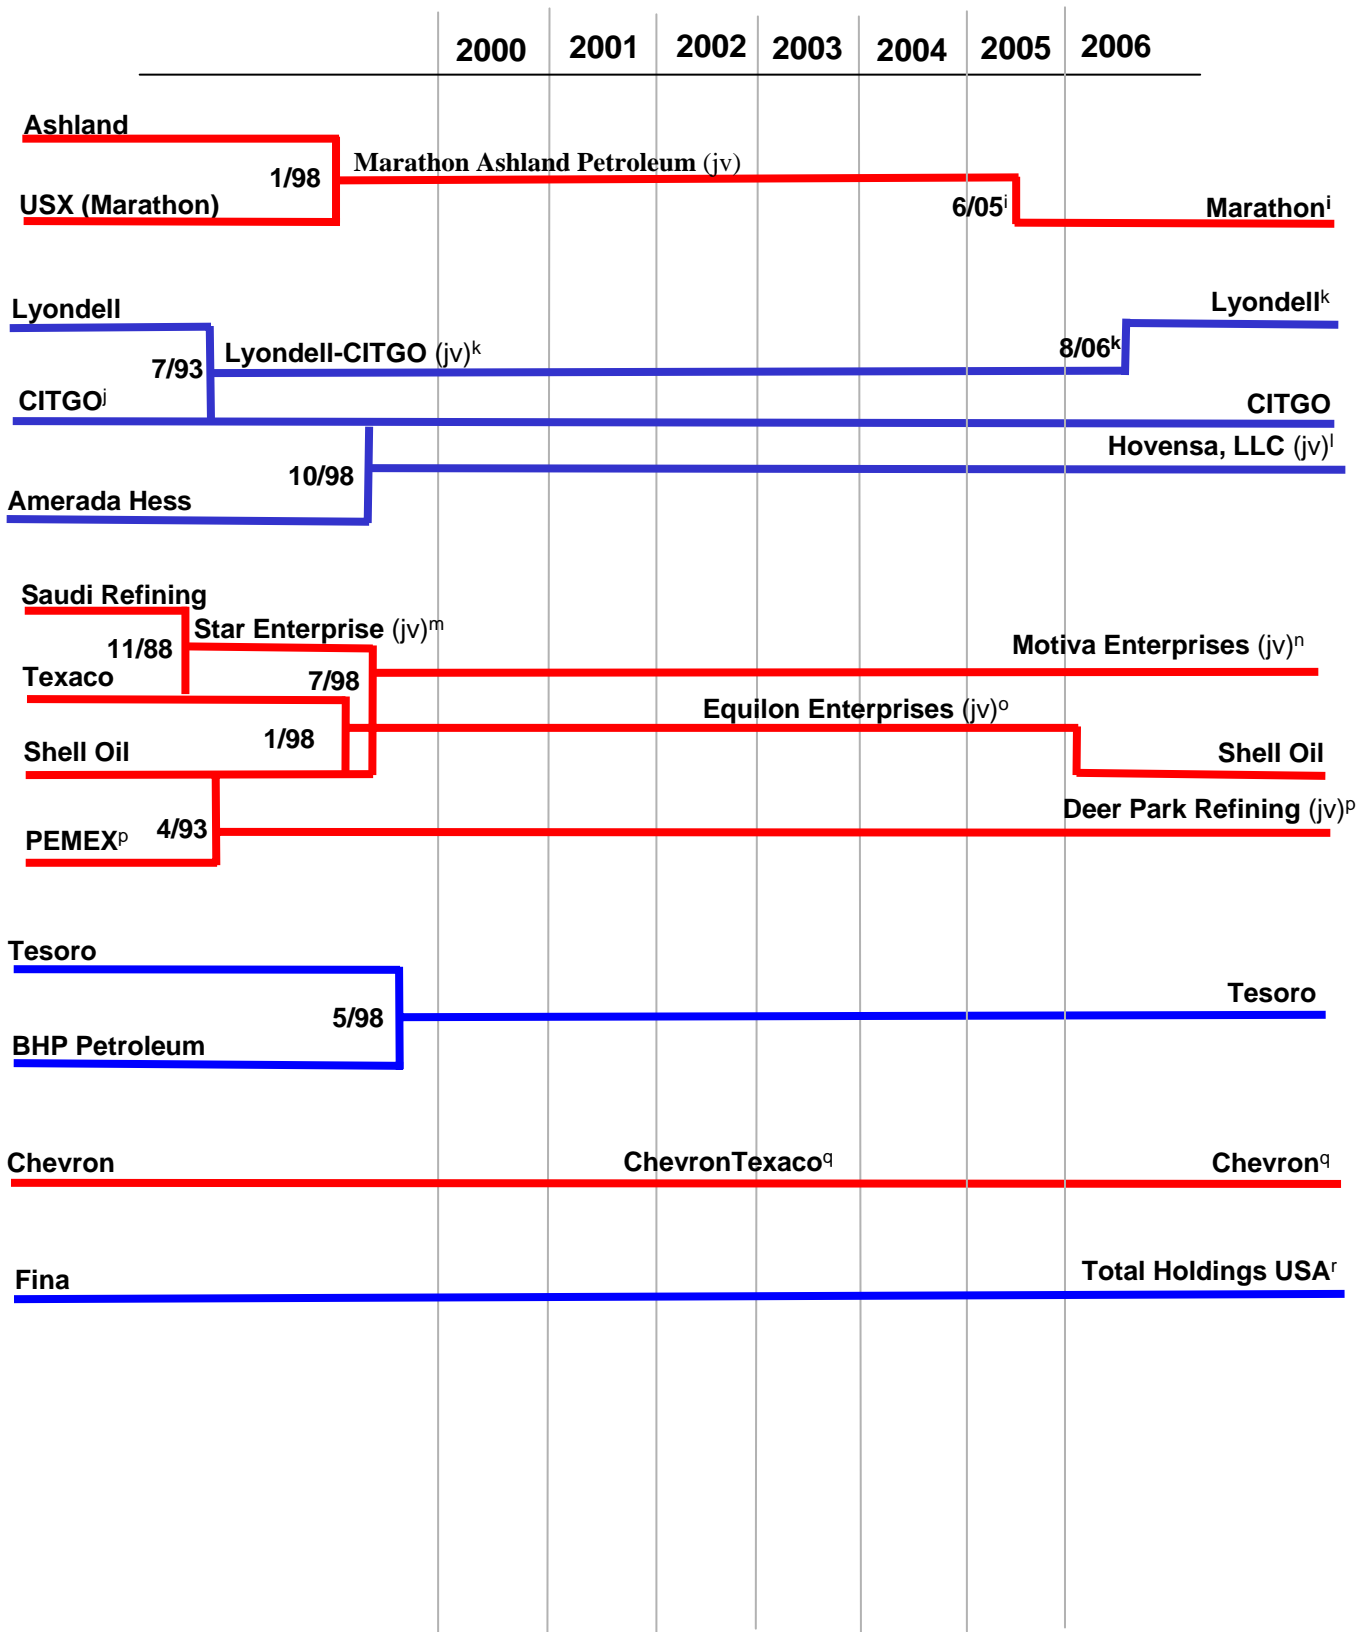 2000 2001 2002 2003 2004 2005 2006
Ashland
1/98
Marathon Ashland Petroleum (jv)
USX (Marathon)
6/05ⁱ
Marathonⁱ
Lyondell
Lyondellᵏ
7/93
Lyondell-CITGO (jv)ᵏ
8/06ᵏ
CITGOʲ
CITGO
Hovensa, LLC (jv)ˡ
10/98
Amerada Hess
Saudi Refining
Star Enterprise (jv)ᵐ
11/88
Motiva Enterprises (jv)ⁿ
Texaco
7/98
Equilon Enterprises (jv)ᵒ
1/98
Shell Oil
Shell Oil
Deer Park Refining (jv)ᵖ
4/93
PEMEXᵖ
Tesoro
Tesoro
5/98
BHP Petroleum
Chevron
ChevronTexaco^q
Chevron^q
Fina
Total Holdings USAʳ